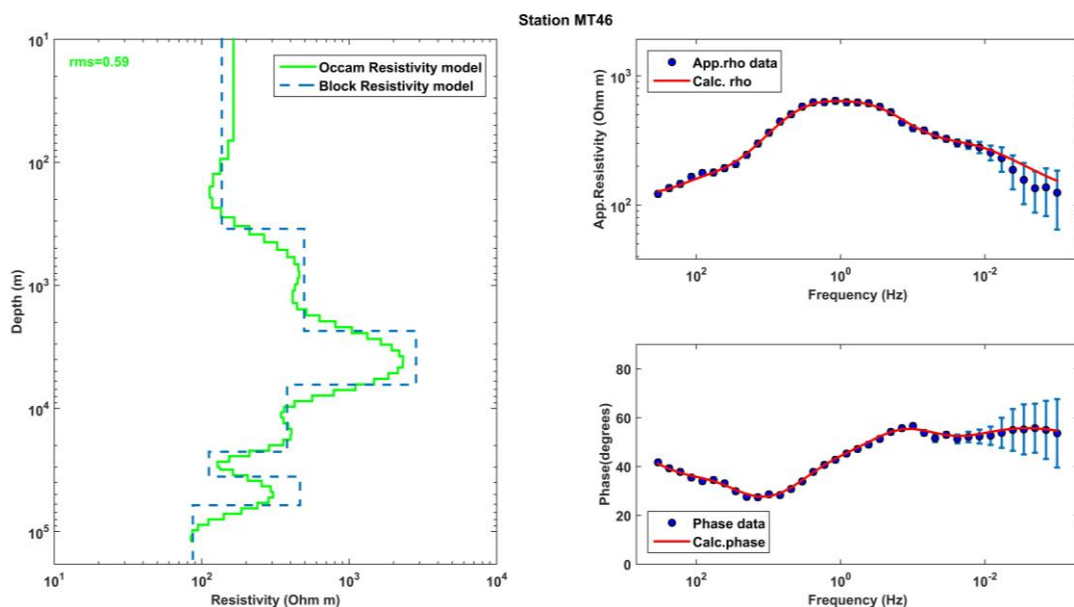 Station MT46
rms=0.59
Occam Resistivity model
Block Resistivity model
10^1
10^2
10^3
10^4
10^5
Depth (m)
10^1 10^2 10^3 10^4
Resistivity (Ohm m)
App.rho data
Calc. rho
10^3
10^2
App.Resistivity (Ohm m)
10^2 10^0 10^-2
Frequency (Hz)
80
60
40
20
0
Phase(degrees)
Phase data
Calc.phase
10^2 10^0 10^-2
Frequency (Hz)